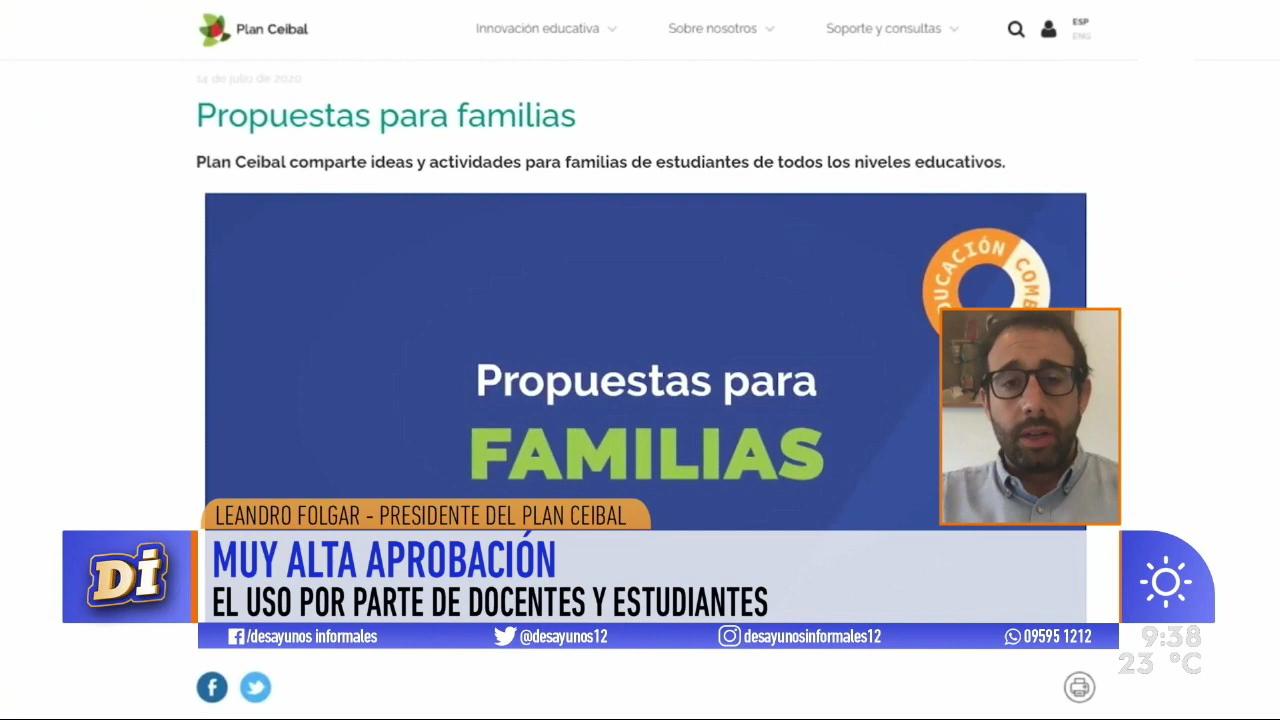 Plan Ceibal
Innovación educativa
Sobre nosotros
Soporte y consultas
ESP
ENG
14 de julio de 2020
Propuestas para familias
Plan Ceibal comparte ideas y actividades para familias de estudiantes de todos los niveles educativos.
EDUCACIÓN COMB
Propuestas para
FAMILIAS
LEANDRO FOLGAR - PRESIDENTE DEL PLAN CEIBAL
Di
MUY ALTA APROBACIÓN
EL USO POR PARTE DE DOCENTES Y ESTUDIANTES
/desayunos informales
@desayunos12
desayunosinformales12
09595 1212
9:38
23 °C